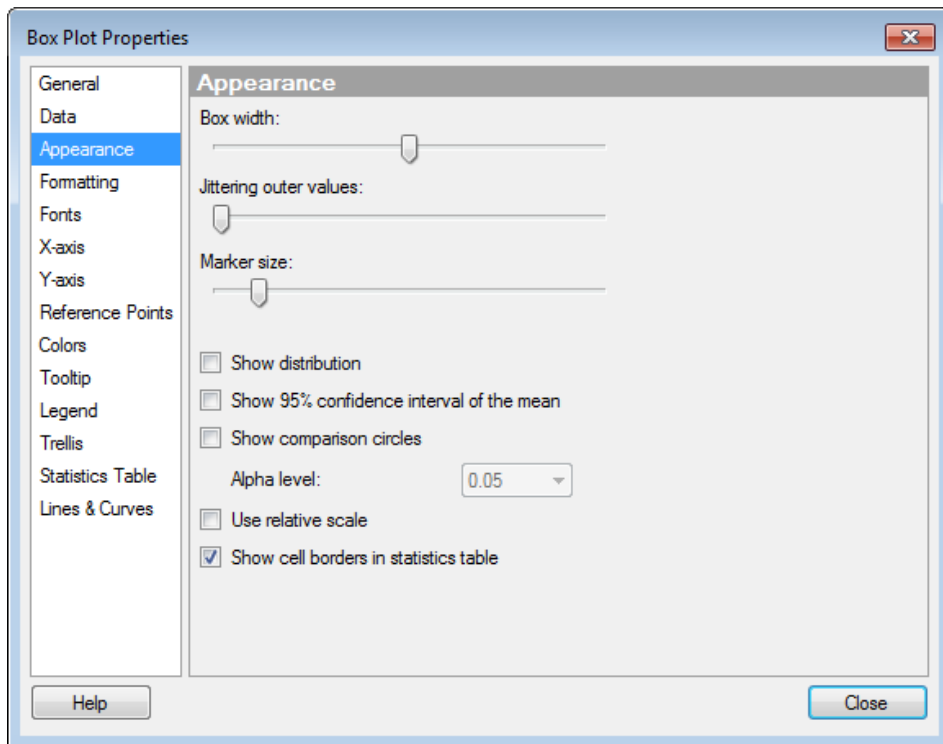 Box Plot Properties
General
Data
Appearance
Formatting
Fonts
X-axis
Y-axis
Reference Points
Colors
Tooltip
Legend
Trellis
Statistics Table
Lines & Curves
Appearance
Box width:
Jittering outer values:
Marker size:
Show distribution
Show 95% confidence interval of the mean
Show comparison circles
Alpha level: 0.05
Use relative scale
Show cell borders in statistics table
Help
Close